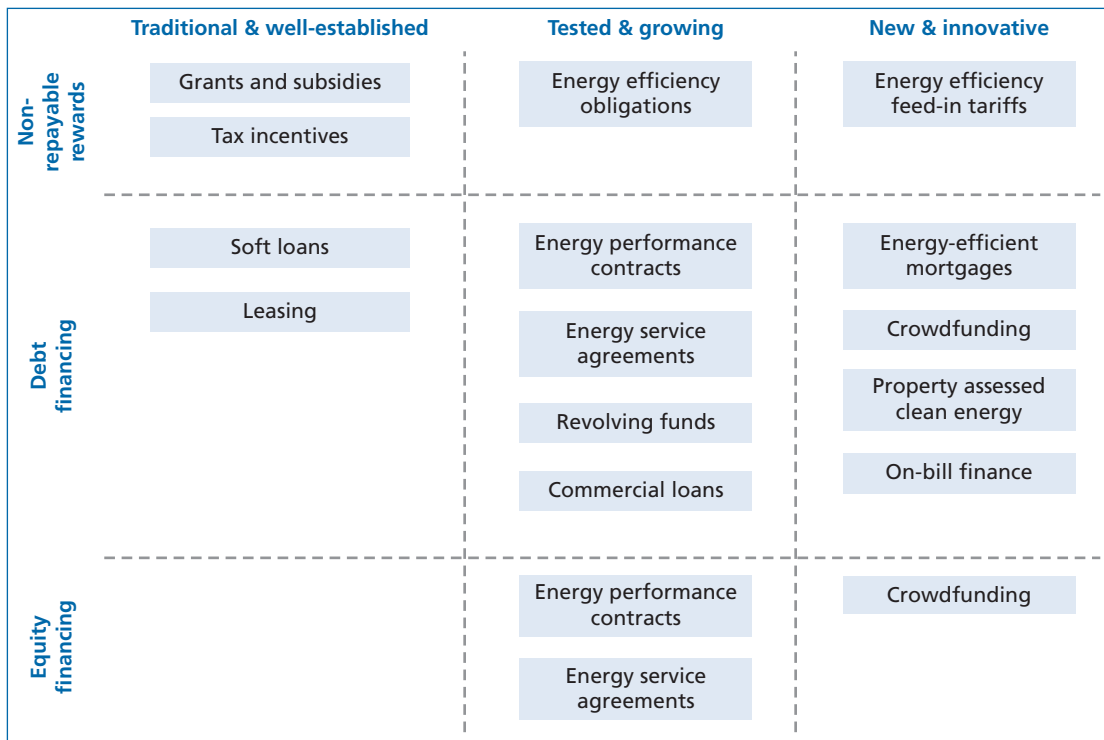 Traditional & well-established
Tested & growing
New & innovative
Non-
repayable
rewards
Grants and subsidies
Tax incentives
Energy efficiency
obligations
Energy efficiency
feed-in tariffs
Debt
financing
Soft loans
Leasing
Energy performance
contracts
Energy service
agreements
Revolving funds
Commercial loans
Energy-efficient
mortgages
Crowdfunding
Property assessed
clean energy
On-bill finance
Equity
financing
Energy performance
contracts
Energy service
agreements
Crowdfunding